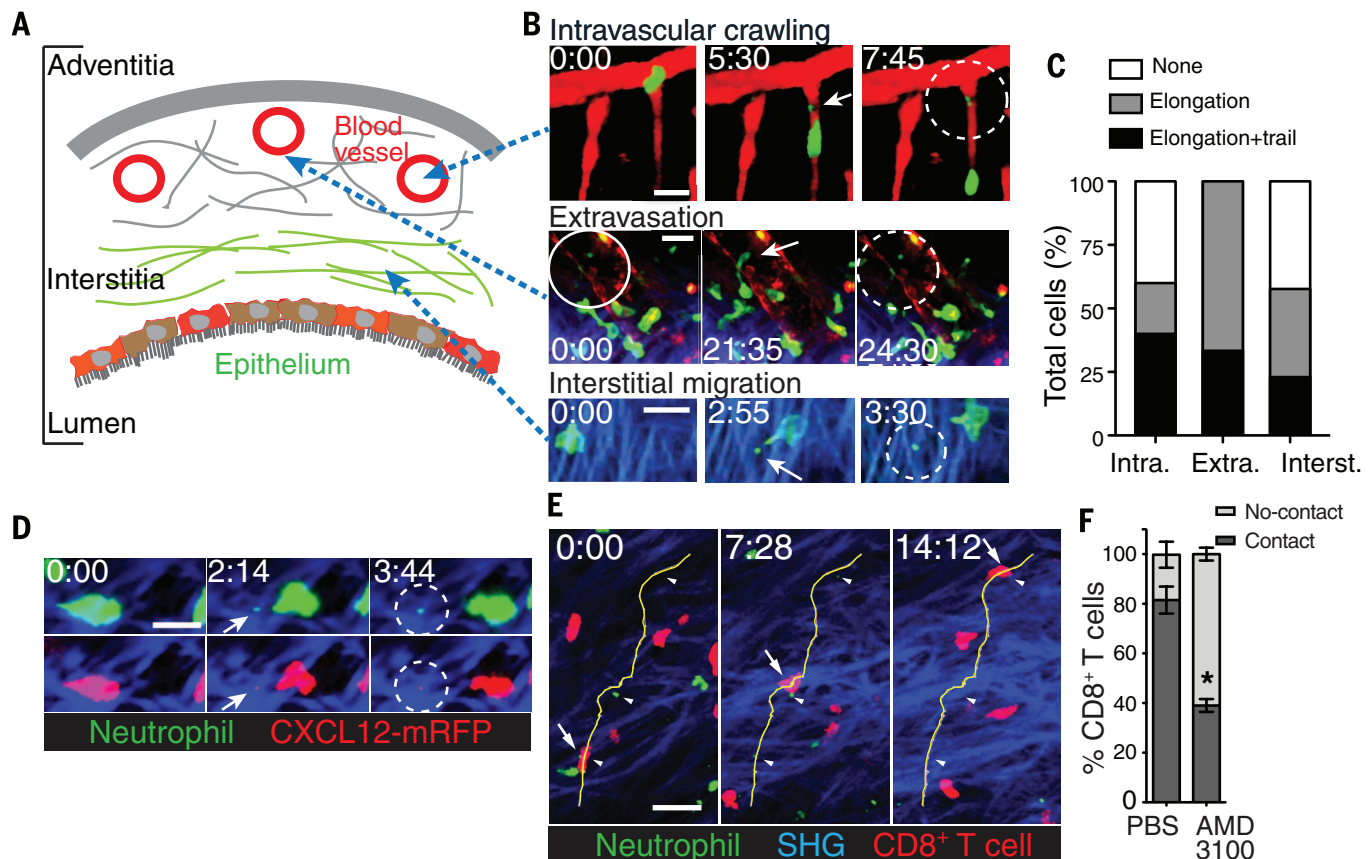 A
Adventitia
Blood
vessel
Interstitia
Epithelium
Lumen
B
Intravascular crawling
0:00
5:30
7:45
Extravasation
0:00
21:35
24:30
Interstitial migration
0:00
2:55
3:30
C
None
Elongation
Elongation+trail
Total cells (%)
100
75
50
25
0
Intra.
Extra.
Interst.
D
0:00
2:14
3:44
Neutrophil CXCL12-mRFP
E
0:00
7:28
14:12
Neutrophil SHG CD8⁺ T cell
F
No-contact
Contact
% CD8⁺ T cells
100
80
60
40
20
0
*
PBS
AMD
3100